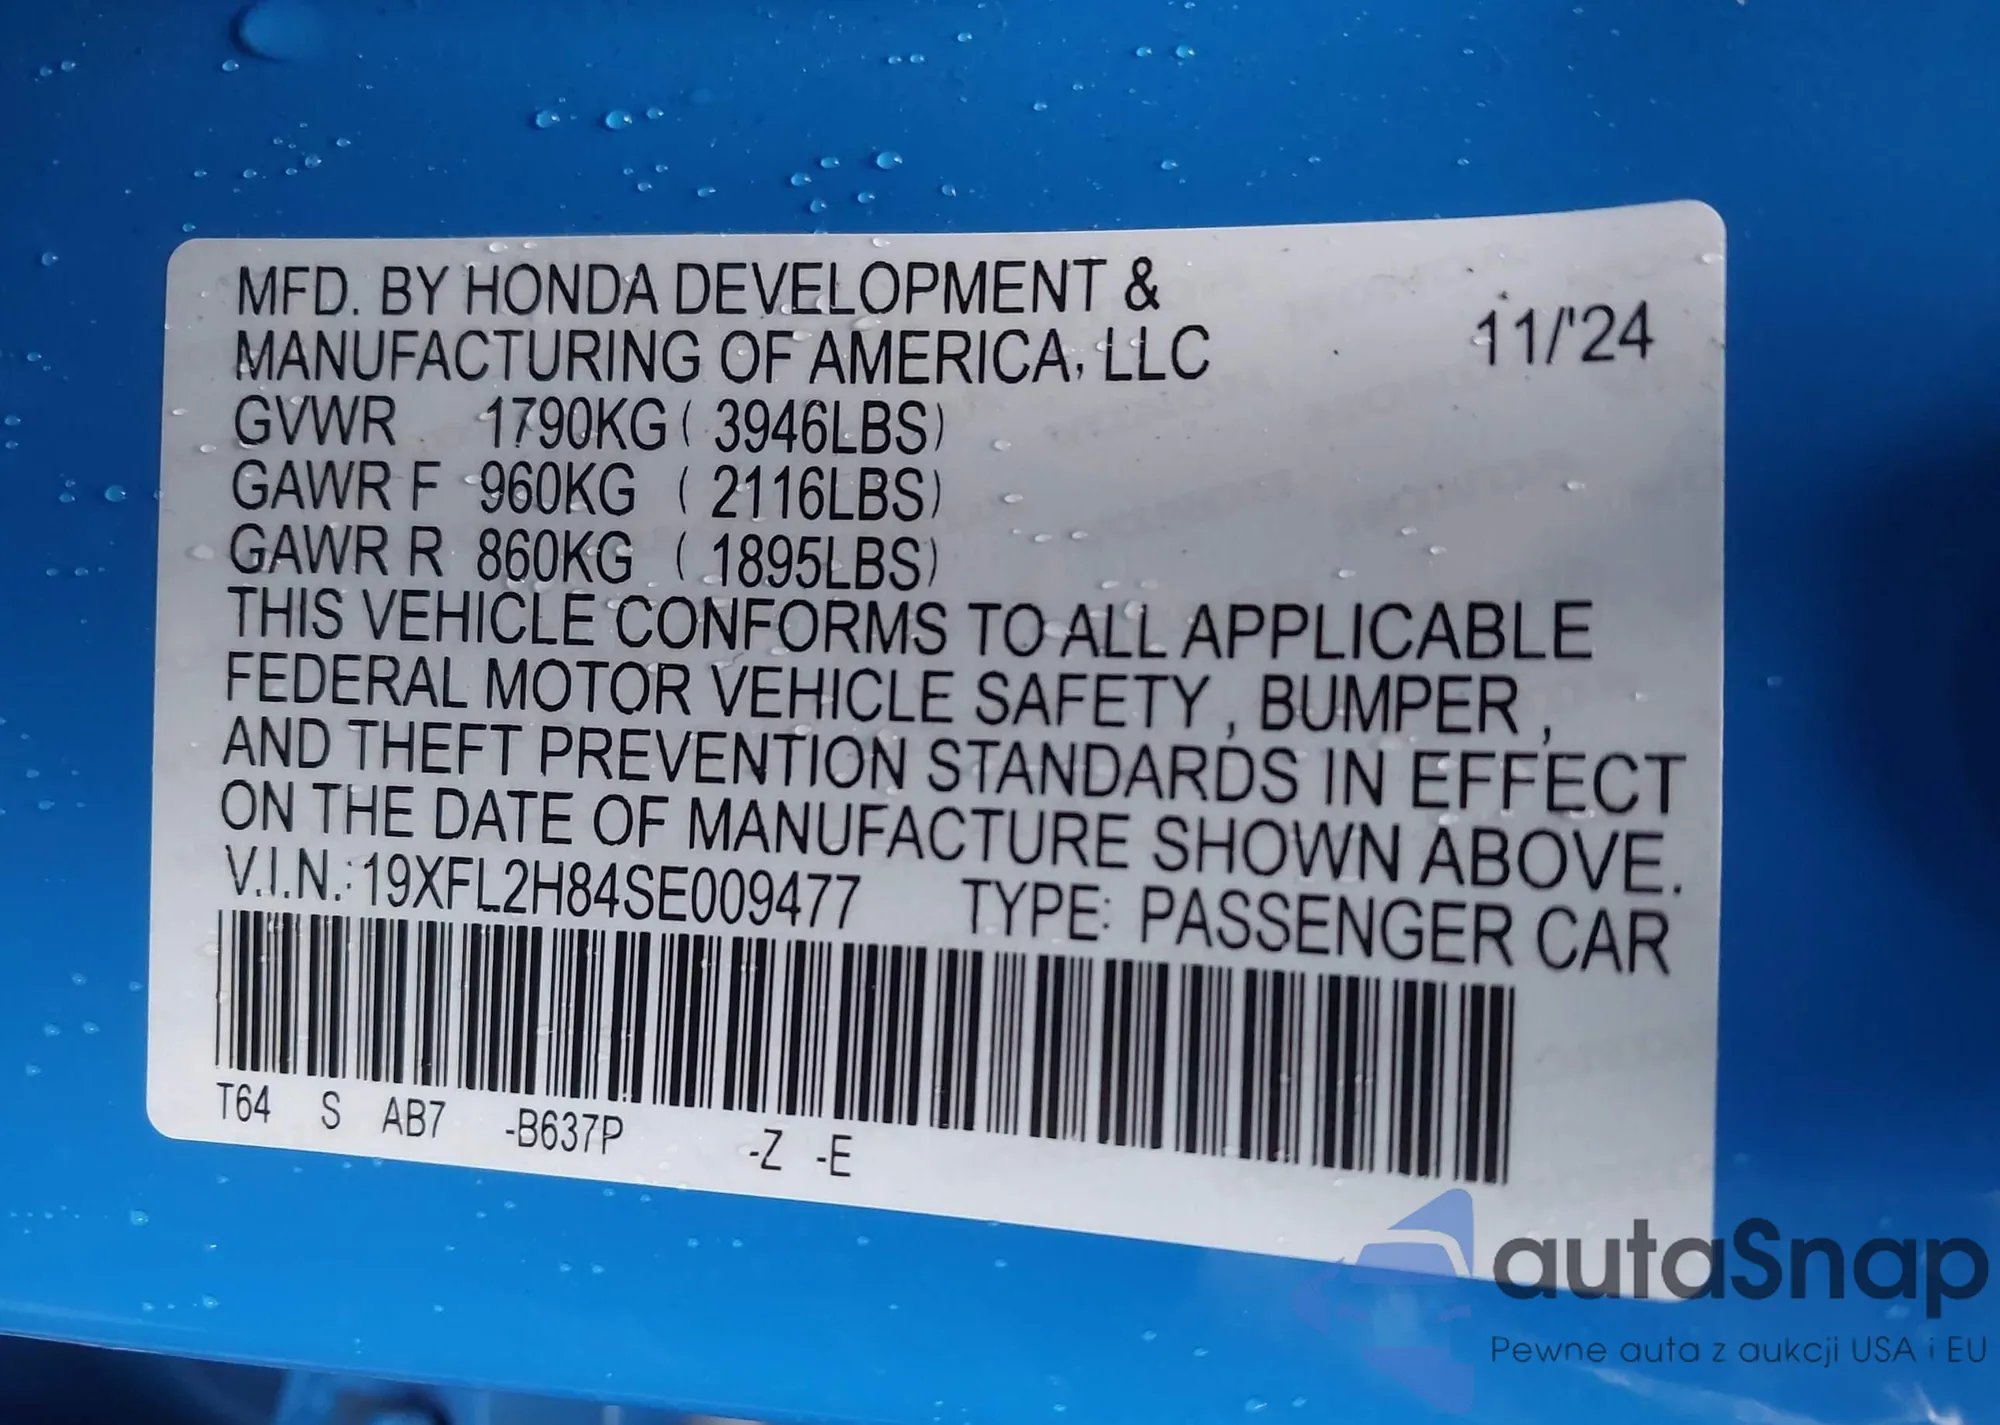 MFD. BY HONDA DEVELOPMENT &
MANUFACTURING OF AMERICA, LLC
11/'24
GVWR 1790KG ( 3946LBS)
GAWR F 960KG ( 2116LBS)
GAWR R 860KG ( 1895LBS)
THIS VEHICLE CONFORMS TO ALL APPLICABLE
FEDERAL MOTOR VEHICLE SAFETY , BUMPER ,
AND THEFT PREVENTION STANDARDS IN EFFECT
ON THE DATE OF MANUFACTURE SHOWN ABOVE.
V.I.N.: 19XFL2H84SE009477 TYPE: PASSENGER CAR
T64 S AB7 -B637P -Z -E
autaSnap
Pewne auta z aukcji USA i EU